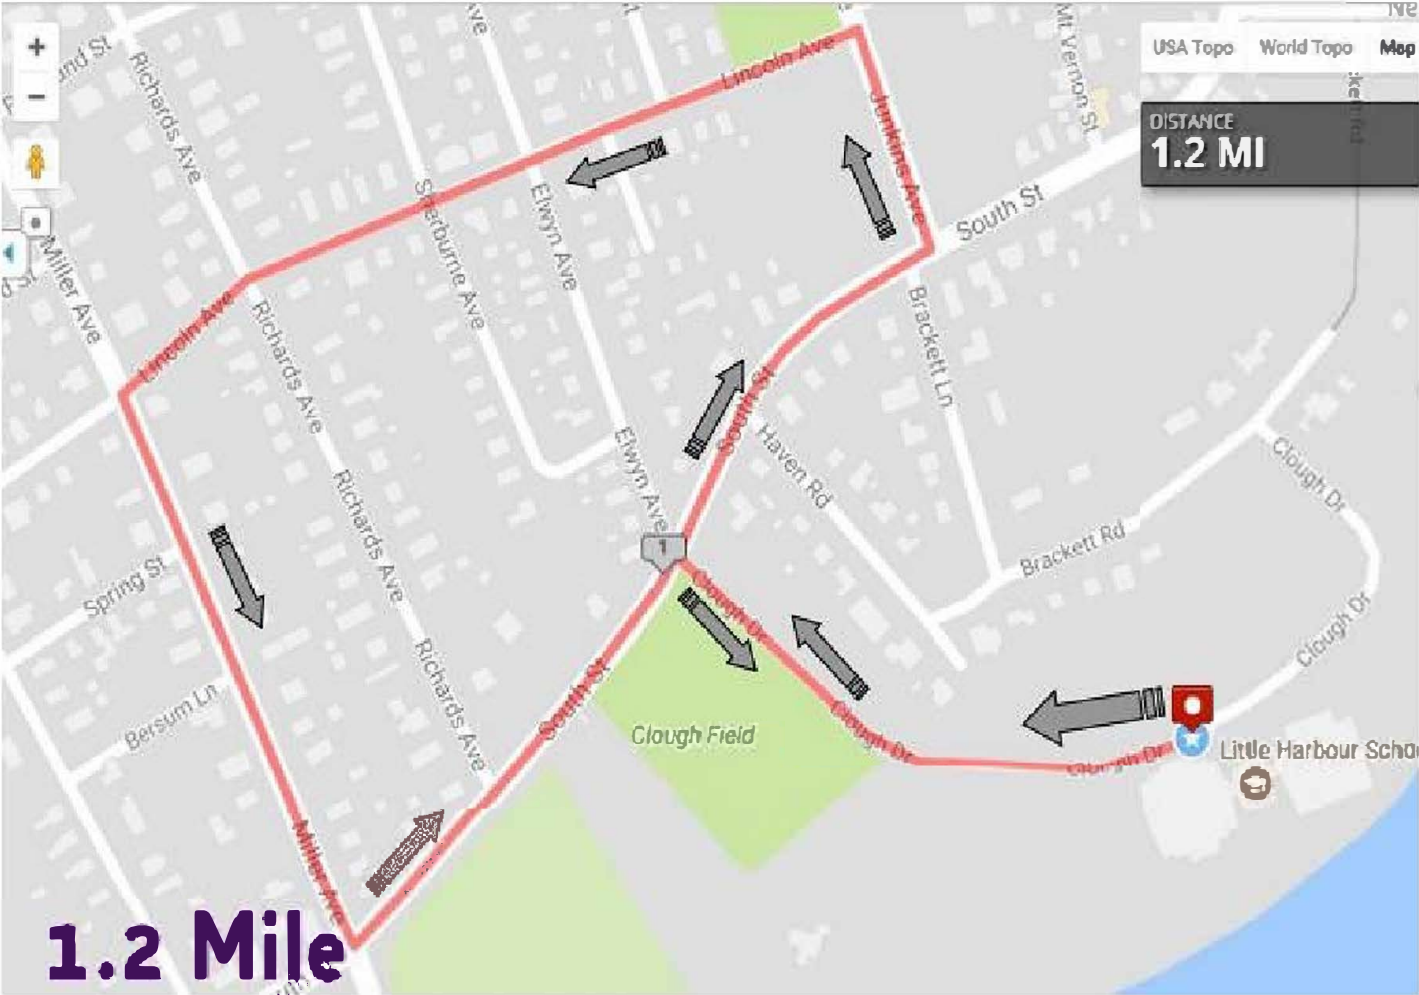 USA Topo World Topo Map
DISTANCE
1.2 MI
Lincoln Ave
Junkins Ave
Mt Vernon St
South St
Richards Ave
Sherburne Ave
Elwyn Ave
Miller Ave
Lincoln Ave
Richards Ave
Brackett Ln
South St
Haven Rd
Elwyn Ave
Richards Ave
Clough Dr
Brackett Rd
1
Spring St
Clough Dr
Clough Dr
Richards Ave
South St
Bersum Ln
Clough Field
Clough Dr
Clough Dr
Little Harbour Schoo
Miller Ave
1.2 Mile